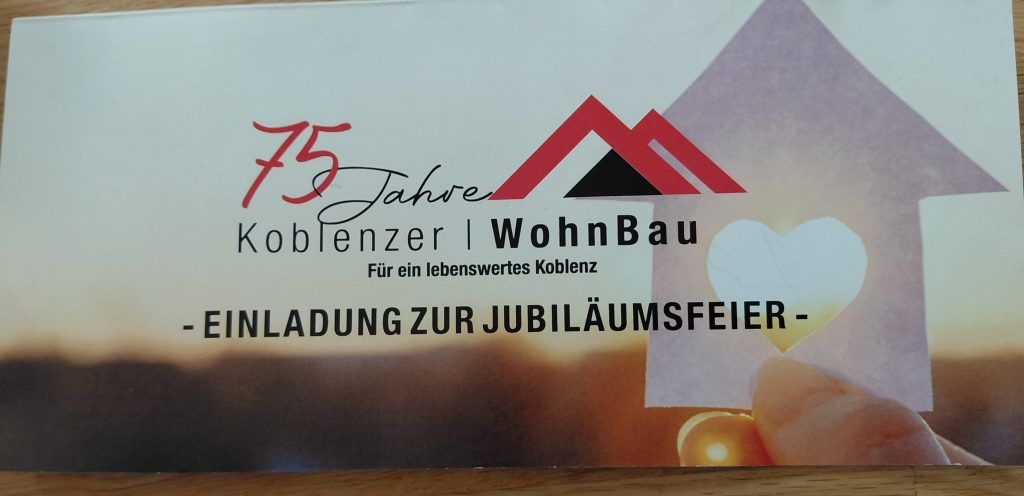 75 Jahre
Koblenzer | WohnBau
Für ein lebenswertes Koblenz
- EINLADUNG ZUR JUBILÄUMSFEIER -